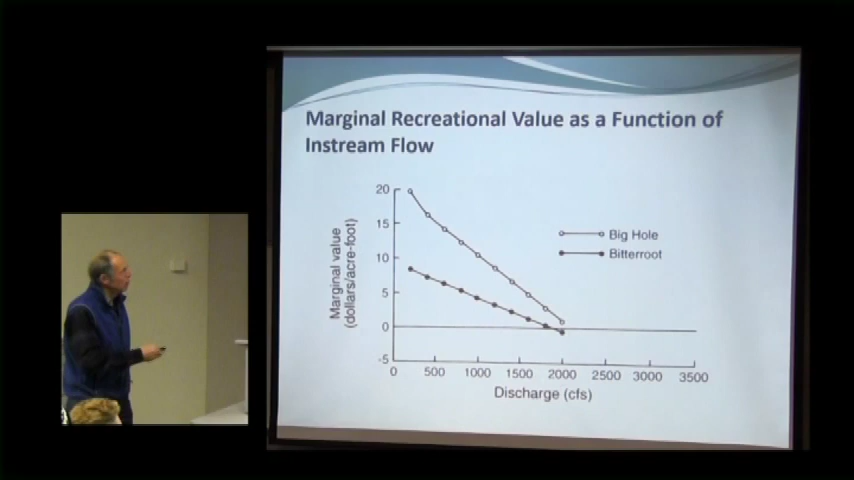 Marginal Recreational Value as a Function of
Instream Flow
Marginal value
(dollars/acre-foot)
20
15
10
5
0
-5
Big Hole
Bitterroot
0 500 1000 1500 2000 2500 3000 3500
Discharge (cfs)